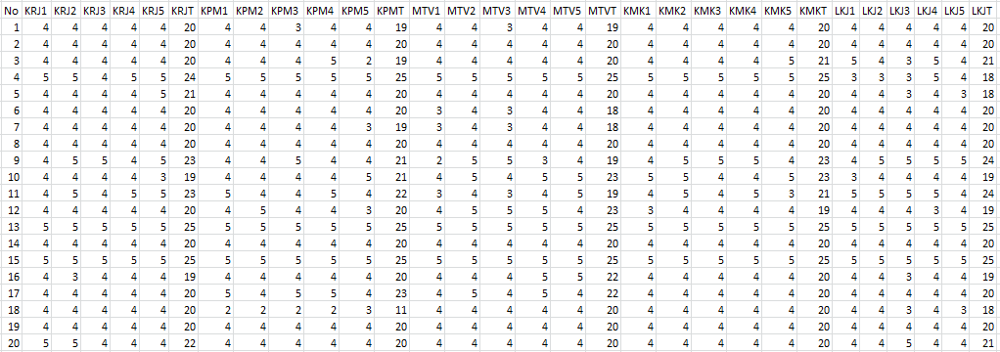 No KRJ1 KRJ2 KRJ3 KRJ4 KRJ5 KRJT KPM1 KPM2 KPM3 KPM4 KPM5 KPMT MTV1 MTV2 MTV3 MTV4 MTV5 MTVT KMK1 KMK2 KMK3 KMK4 KMK5 KMKT LKJ1 LKJ2 LKJ3 LKJ4 LKJ5 LKJT
1 4 4 4 4 4 20 4 4 3 4 4 19 4 4 3 4 4 19 4 4 4 4 4 20 4 4 4 4 4 20
2 4 4 4 4 4 20 4 4 4 4 4 20 4 4 4 4 4 20 4 4 4 4 4 20 4 4 4 4 4 20
3 4 4 4 4 4 20 4 4 4 5 2 19 4 4 4 4 4 20 4 4 4 4 5 21 5 4 3 5 4 21
4 5 5 4 5 5 24 5 5 5 5 5 25 5 5 5 5 5 25 5 5 5 5 5 25 3 3 3 5 4 18
5 4 4 4 4 5 21 4 4 4 4 4 20 4 4 4 4 4 20 4 4 4 4 4 20 4 4 3 4 3 18
6 4 4 4 4 4 20 4 4 4 4 4 20 3 4 3 4 4 18 4 4 4 4 4 20 4 4 4 4 4 20
7 4 4 4 4 4 20 4 4 4 4 3 19 3 4 3 4 4 18 4 4 4 4 4 20 4 4 4 4 4 20
8 4 4 4 4 4 20 4 4 4 4 4 20 4 4 4 4 4 20 4 4 4 4 4 20 4 4 4 4 4 20
9 4 5 5 4 5 23 4 4 5 4 4 21 2 5 5 3 4 19 4 5 5 5 4 23 4 5 5 5 5 24
10 4 4 4 4 3 19 4 4 4 4 5 21 4 5 4 5 5 23 5 5 4 4 5 23 3 4 4 4 4 19
11 4 5 4 5 5 23 5 4 4 5 4 22 3 4 3 4 5 19 4 5 4 5 3 21 5 5 5 5 4 24
12 4 4 4 4 4 20 4 5 4 4 3 20 4 5 5 5 4 23 3 4 4 4 4 19 4 4 4 3 4 19
13 5 5 5 5 5 25 5 5 5 5 5 25 5 5 5 5 5 25 5 5 5 5 5 25 5 5 5 5 5 25
14 4 4 4 4 4 20 4 4 4 4 4 20 4 4 4 4 4 20 4 4 4 4 4 20 4 4 4 4 4 20
15 5 5 5 5 5 25 5 5 5 5 5 25 5 5 5 5 5 25 5 5 5 5 5 25 5 5 5 5 5 25
16 4 3 4 4 4 19 4 4 4 4 4 20 4 4 4 5 5 22 4 4 4 4 4 20 4 4 3 4 4 19
17 4 4 4 4 4 20 5 4 5 5 4 23 4 5 4 5 4 22 4 4 4 4 4 20 4 4 4 4 4 20
18 4 4 4 4 4 20 2 2 2 2 3 11 4 4 4 4 4 20 4 4 4 4 4 20 4 4 3 4 3 18
19 4 4 4 4 4 20 4 4 4 4 4 20 4 4 4 4 4 20 4 4 4 4 4 20 4 4 4 4 4 20
20 5 5 4 4 4 22 4 4 4 4 4 20 4 4 4 4 4 20 4 4 4 4 4 20 4 4 5 4 4 21